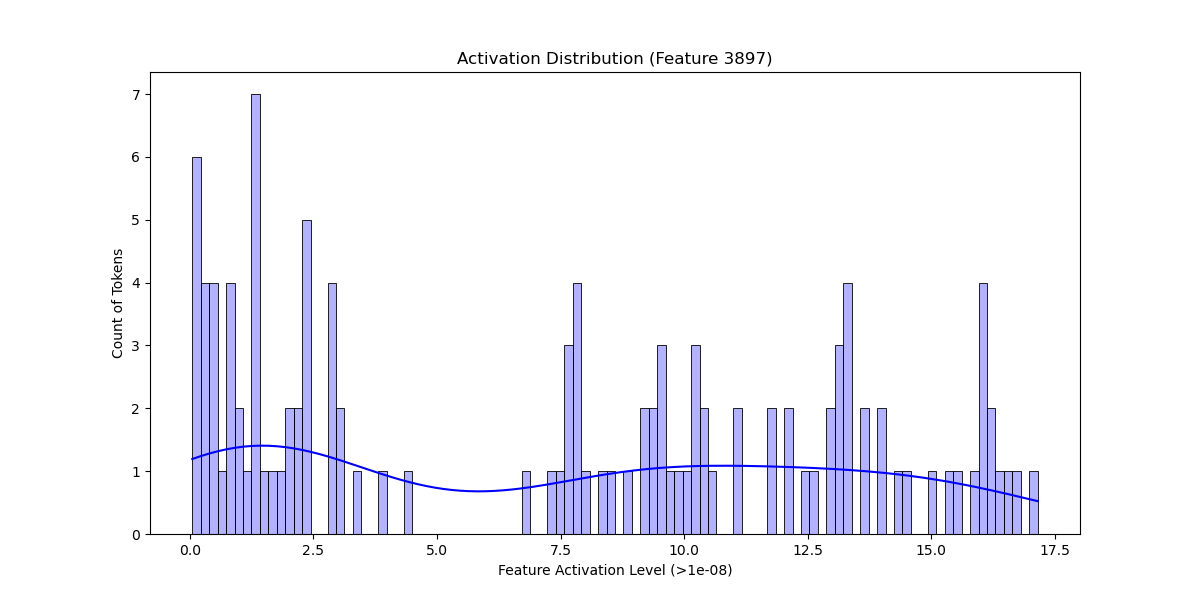 Activation Distribution (Feature 3897)
7
6
5
4
3
2
1
0
Count of Tokens
0.0 2.5 5.0 7.5 10.0 12.5 15.0 17.5
Feature Activation Level (>1e-08)